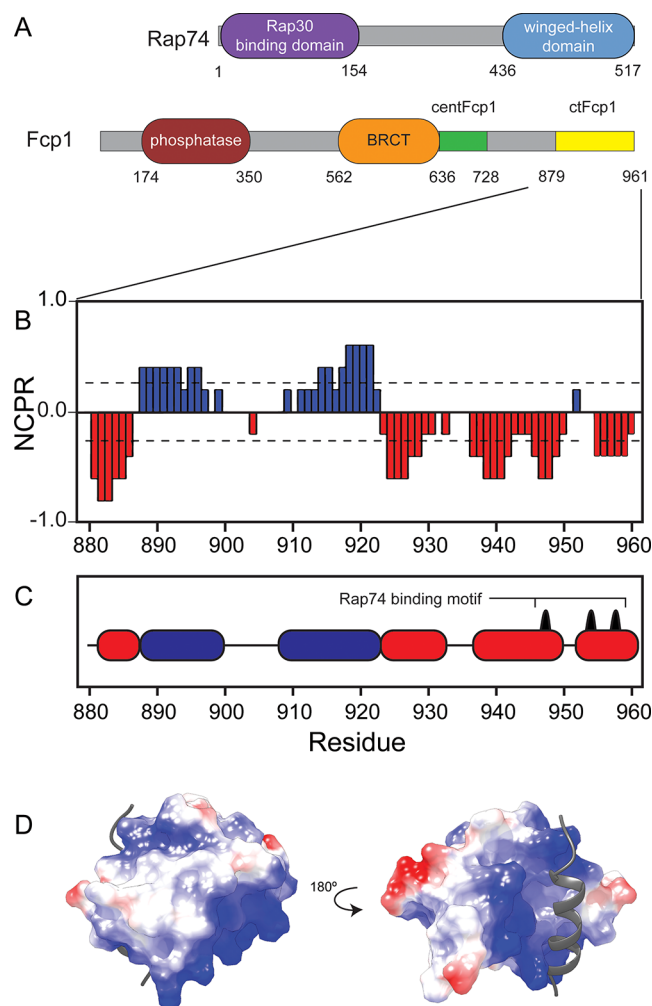 A
Rap74
Rap30
binding domain
winged-helix
domain
1 154 436 517
centFcp1 ctFcp1
Fcp1
phosphatase BRCT
174 350 562 636 728 879 961
B
NCPR
1.0
0.0
-1.0
880 890 900 910 920 930 940 950 960
C
Rap74 binding motif
880 890 900 910 920 930 940 950 960
Residue
D
180º